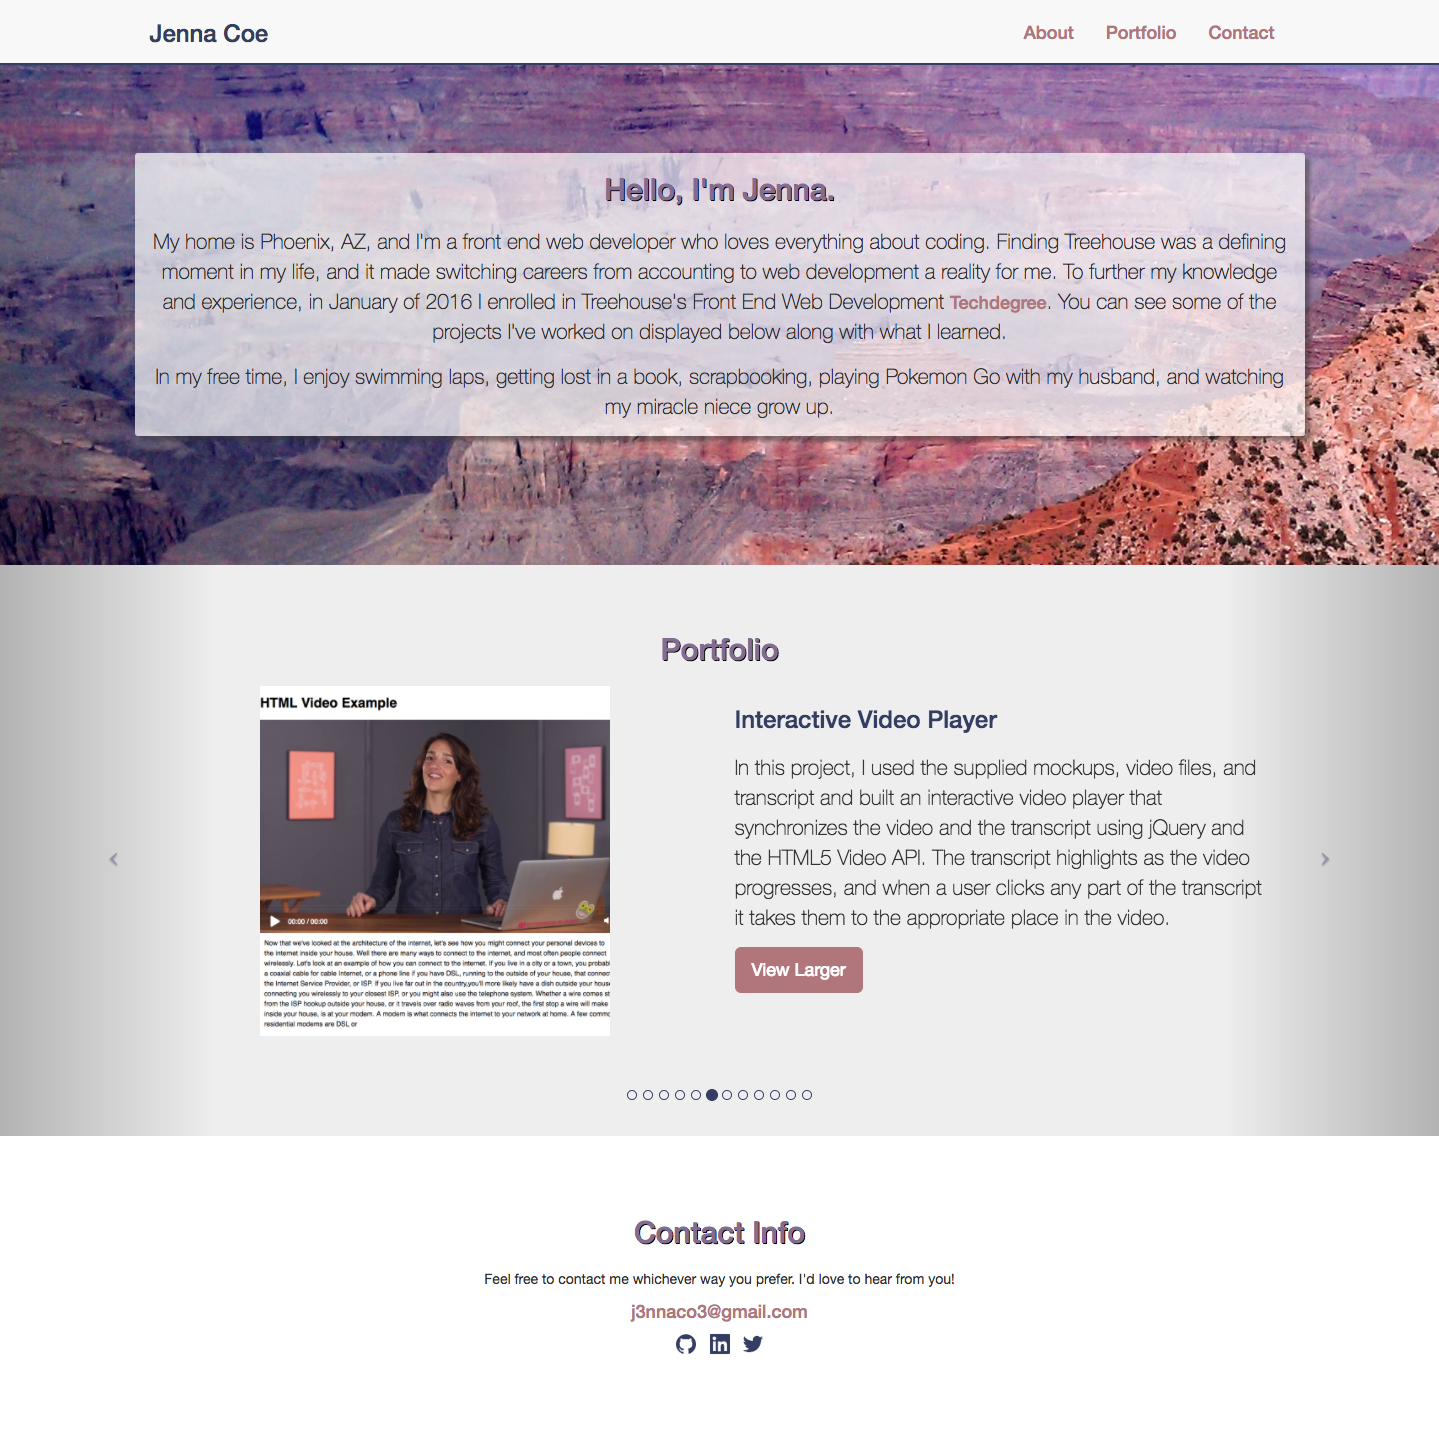 Jenna Coe
About Portfolio Contact
Hello, I'm Jenna.
My home is Phoenix, AZ, and I'm a front end web developer who loves everything about coding. Finding Treehouse was a defining
moment in my life, and it made switching careers from accounting to web development a reality for me. To further my knowledge
and experience, in January of 2016 I enrolled in Treehouse's Front End Web Development Techdegree. You can see some of the
projects I've worked on displayed below along with what I learned.
In my free time, I enjoy swimming laps, getting lost in a book, scrapbooking, playing Pokemon Go with my husband, and watching
my miracle niece grow up.
Portfolio
HTML Video Example
00:00 / 00:00
Now that we've looked at the architecture of the internet, let's see how you might connect your personal devices to
the internet inside your house. Well there are many ways to connect to the internet, and most often people connect
wirelessly. Let's look at an example of how you can connect to the internet. If you live in a city or a town, you probabl
a coaxial cable for cable Internet, or a phone line if you have DSL, running to the outside of your house, that connec
the Internet Service Provider, or ISP. If you live far out in the country,you'll more likely have a dish outside your house
connecting you wirelessly to your closest ISP, or you might also use the telephone system. Whether a wire comes st
from the ISP hookup outside your house, or it travels over radio waves from your roof, the first stop a wire will make
inside your house, is at your modem. A modem is what connects the internet to your network at home. A few commo
residential modems are DSL or
Interactive Video Player
In this project, I used the supplied mockups, video files, and
transcript and built an interactive video player that
synchronizes the video and the transcript using jQuery and
the HTML5 Video API. The transcript highlights as the video
progresses, and when a user clicks any part of the transcript
it takes them to the appropriate place in the video.
View Larger
Contact Info
Feel free to contact me whichever way you prefer. I'd love to hear from you!
j3nnaco3@gmail.com